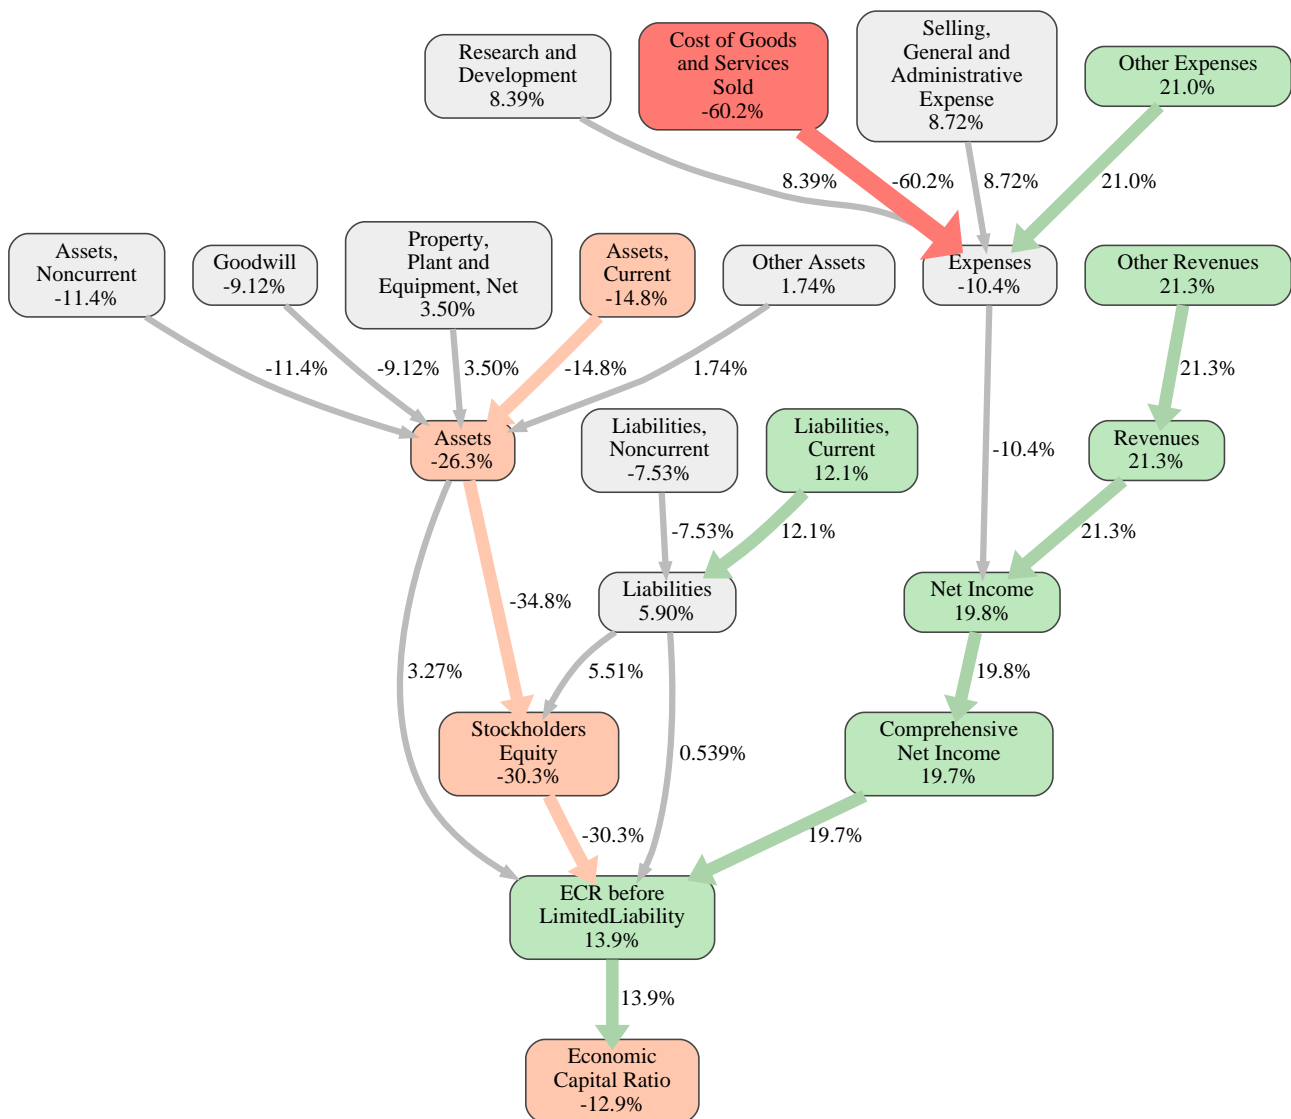 Research and
Development
8.39%
Cost of Goods
and Services
Sold
-60.2%
Selling,
General and
Administrative
Expense
8.72%
Other Expenses
21.0%
8.39%
-60.2%
8.72%
21.0%
Assets,
Noncurrent
-11.4%
Goodwill
-9.12%
Property,
Plant and
Equipment, Net
3.50%
Assets,
Current
-14.8%
Other Assets
1.74%
Expenses
-10.4%
Other Revenues
21.3%
-11.4%
-9.12%
3.50%
-14.8%
1.74%
21.3%
Assets
-26.3%
Liabilities,
Noncurrent
-7.53%
Liabilities,
Current
12.1%
-10.4%
Revenues
21.3%
-7.53%
12.1%
21.3%
-34.8%
Liabilities
5.90%
Net Income
19.8%
3.27%
5.51%
19.8%
Stockholders
Equity
-30.3%
0.539%
Comprehensive
Net Income
19.7%
-30.3%
19.7%
ECR before
LimitedLiability
13.9%
13.9%
Economic
Capital Ratio
-12.9%